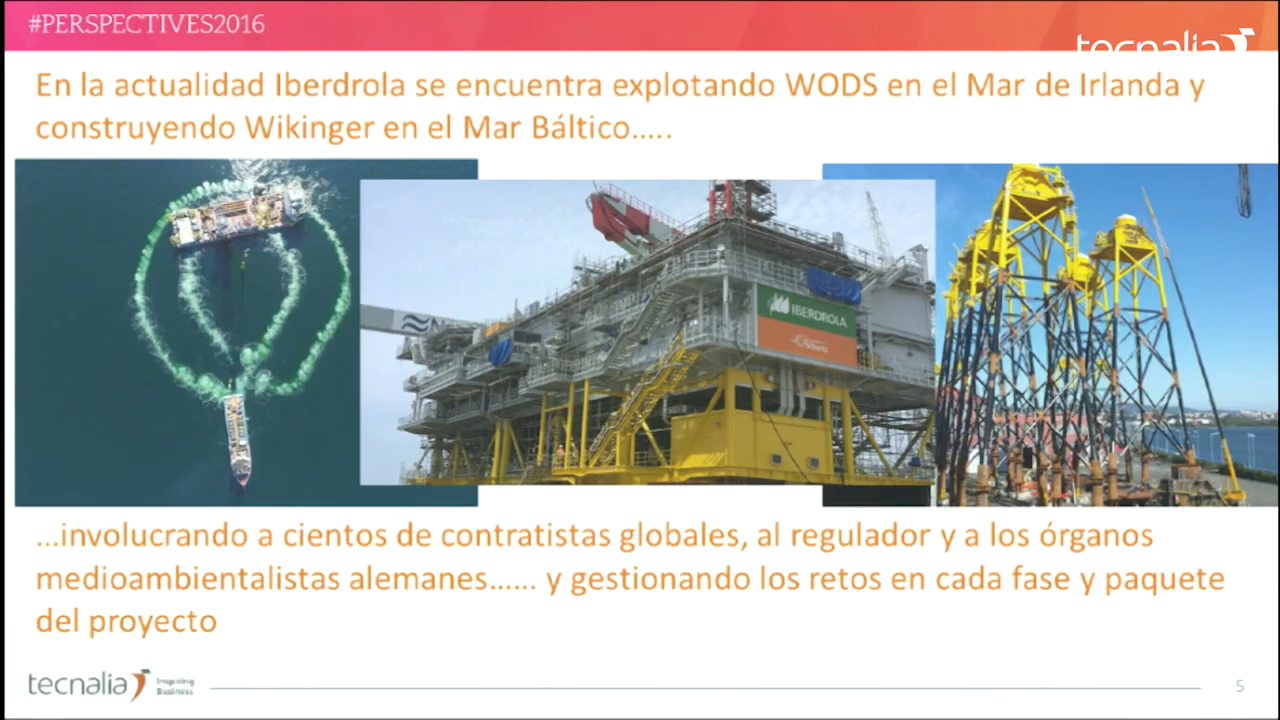 #PERSPECTIVES2016
tecnalia
En la actualidad Iberdrola se encuentra explotando WODS en el Mar de Irlanda y
construyendo Wikinger en el Mar Báltico.....
IBERDROLA
...involucrando a cientos de contratistas globales, al regulador y a los órganos
medioambientalistas alemanes...... y gestionando los retos en cada fase y paquete
del proyecto
tecnalia Inspiring
Business
5